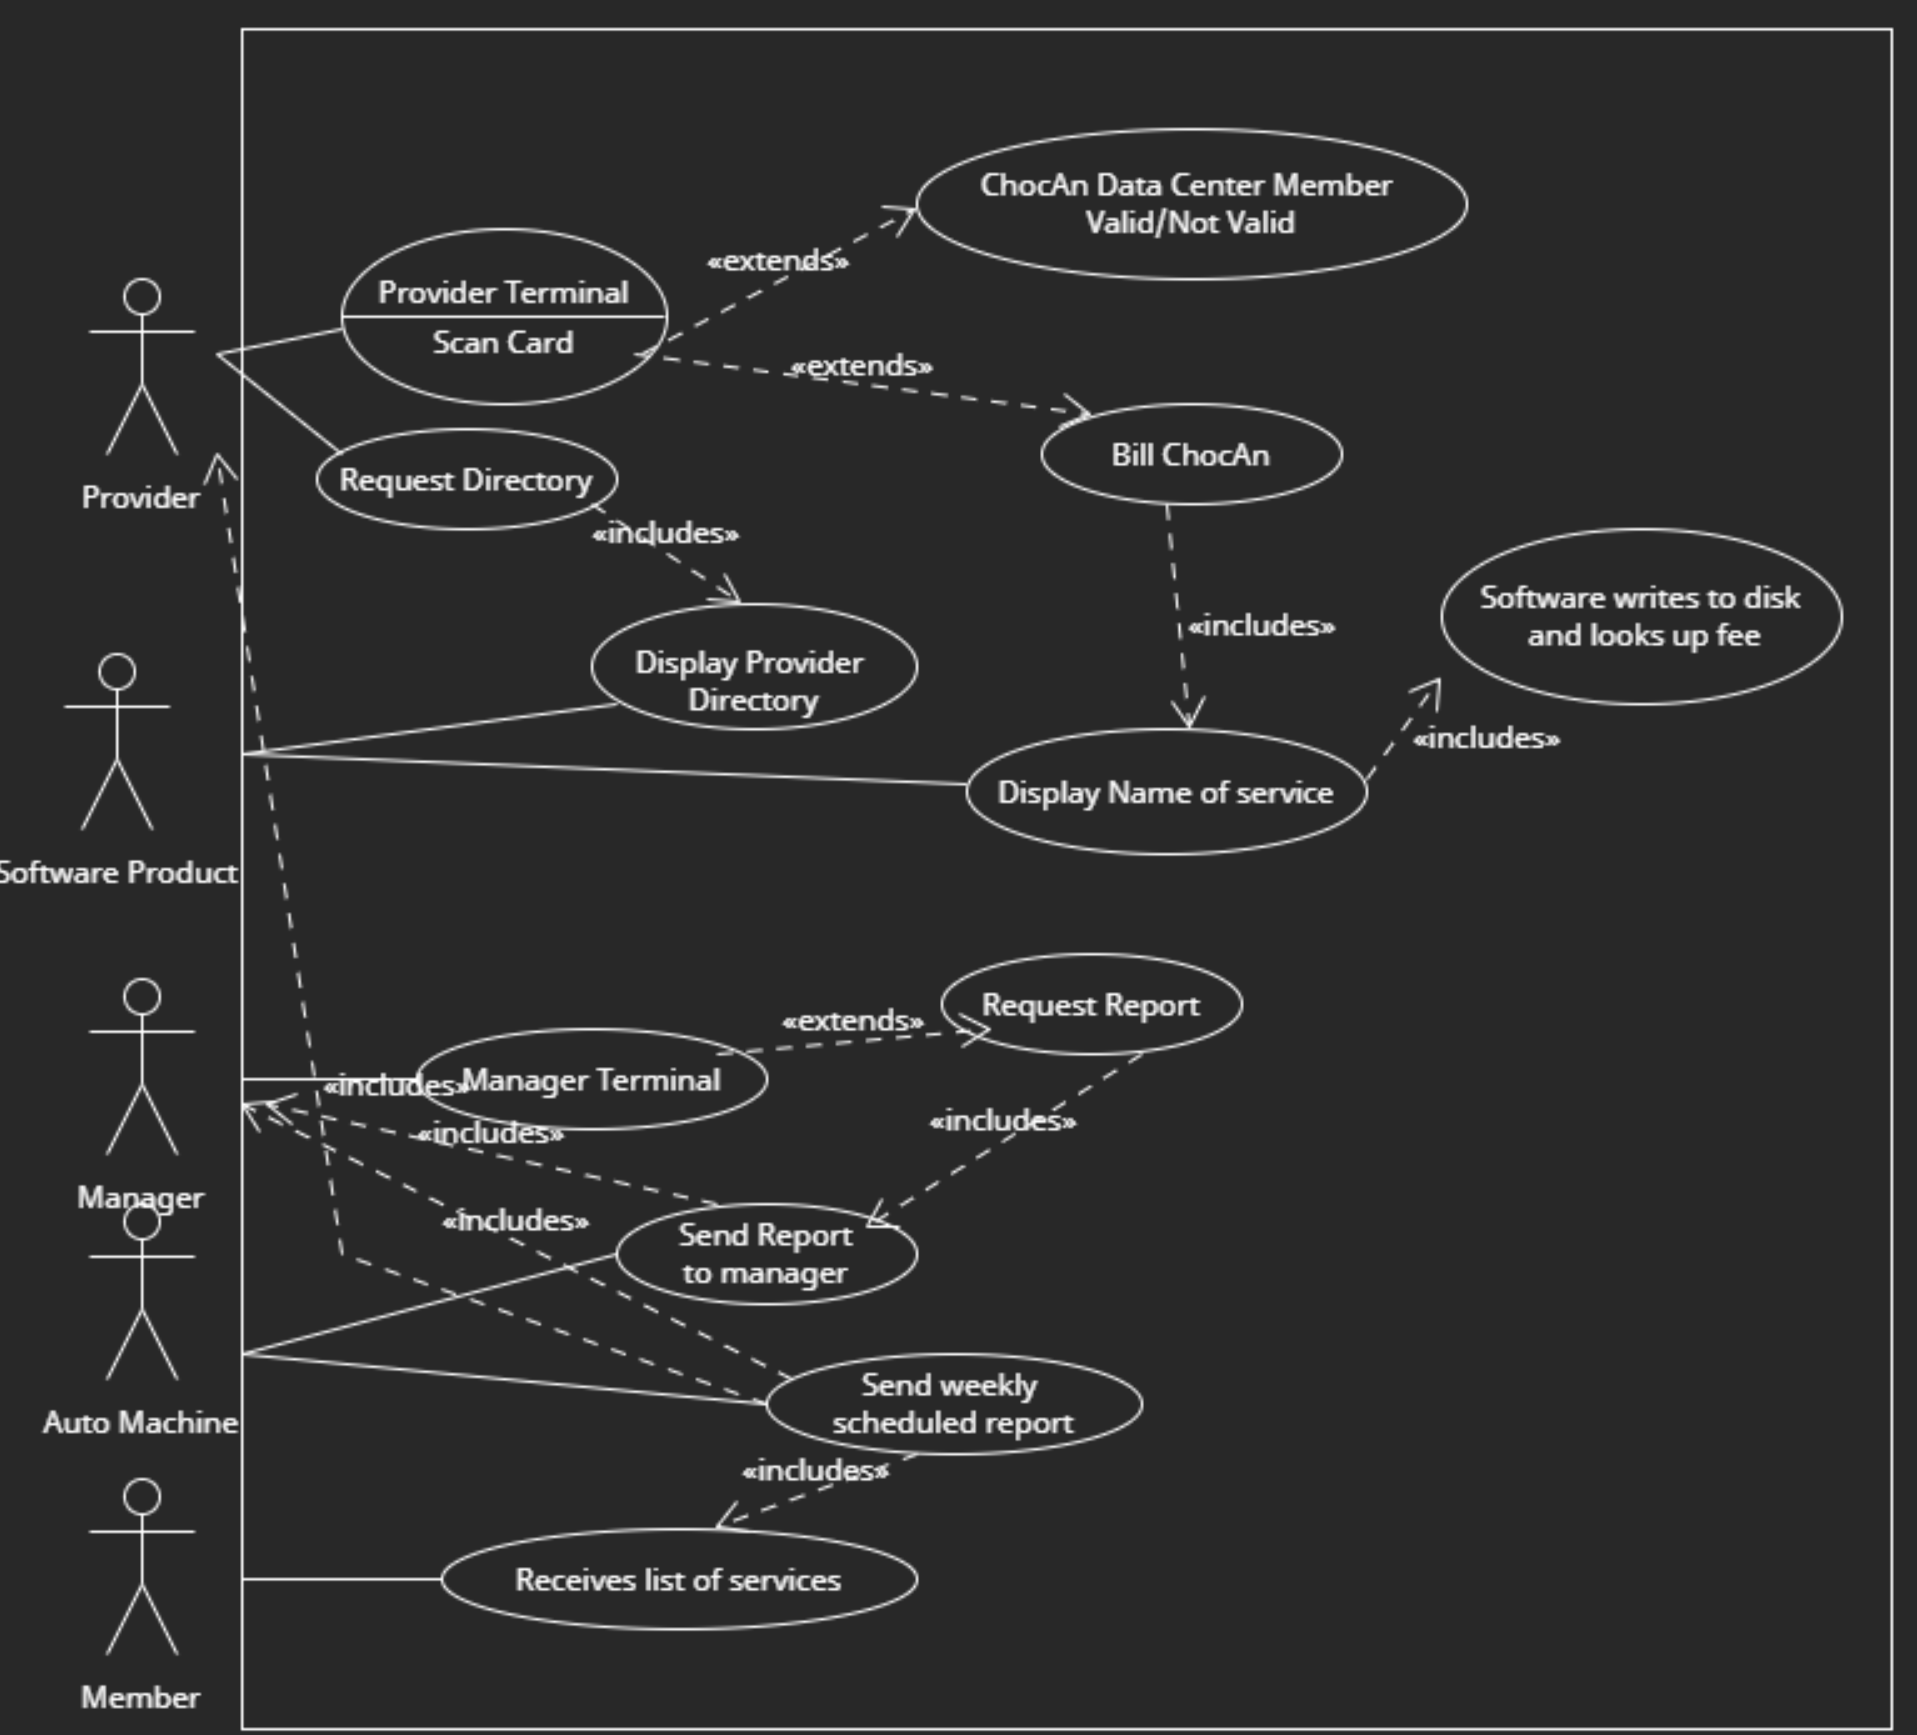 ChocAn Data Center Member
Valid/Not Valid
«extends»
Provider Terminal
Scan Card
«extends»
Bill ChocAn
Request Directory
Provider
«includes»
Software writes to disk
and looks up fee
«includes»
Display Provider
Directory
«includes»
Display Name of service
Software Product
Request Report
«extends»
Manager Terminal
«includes»
«includes»
«includes»
Manager
«includes»
Send Report
to manager
Send weekly
scheduled report
Auto Machine
«includes»
Receives list of services
Member